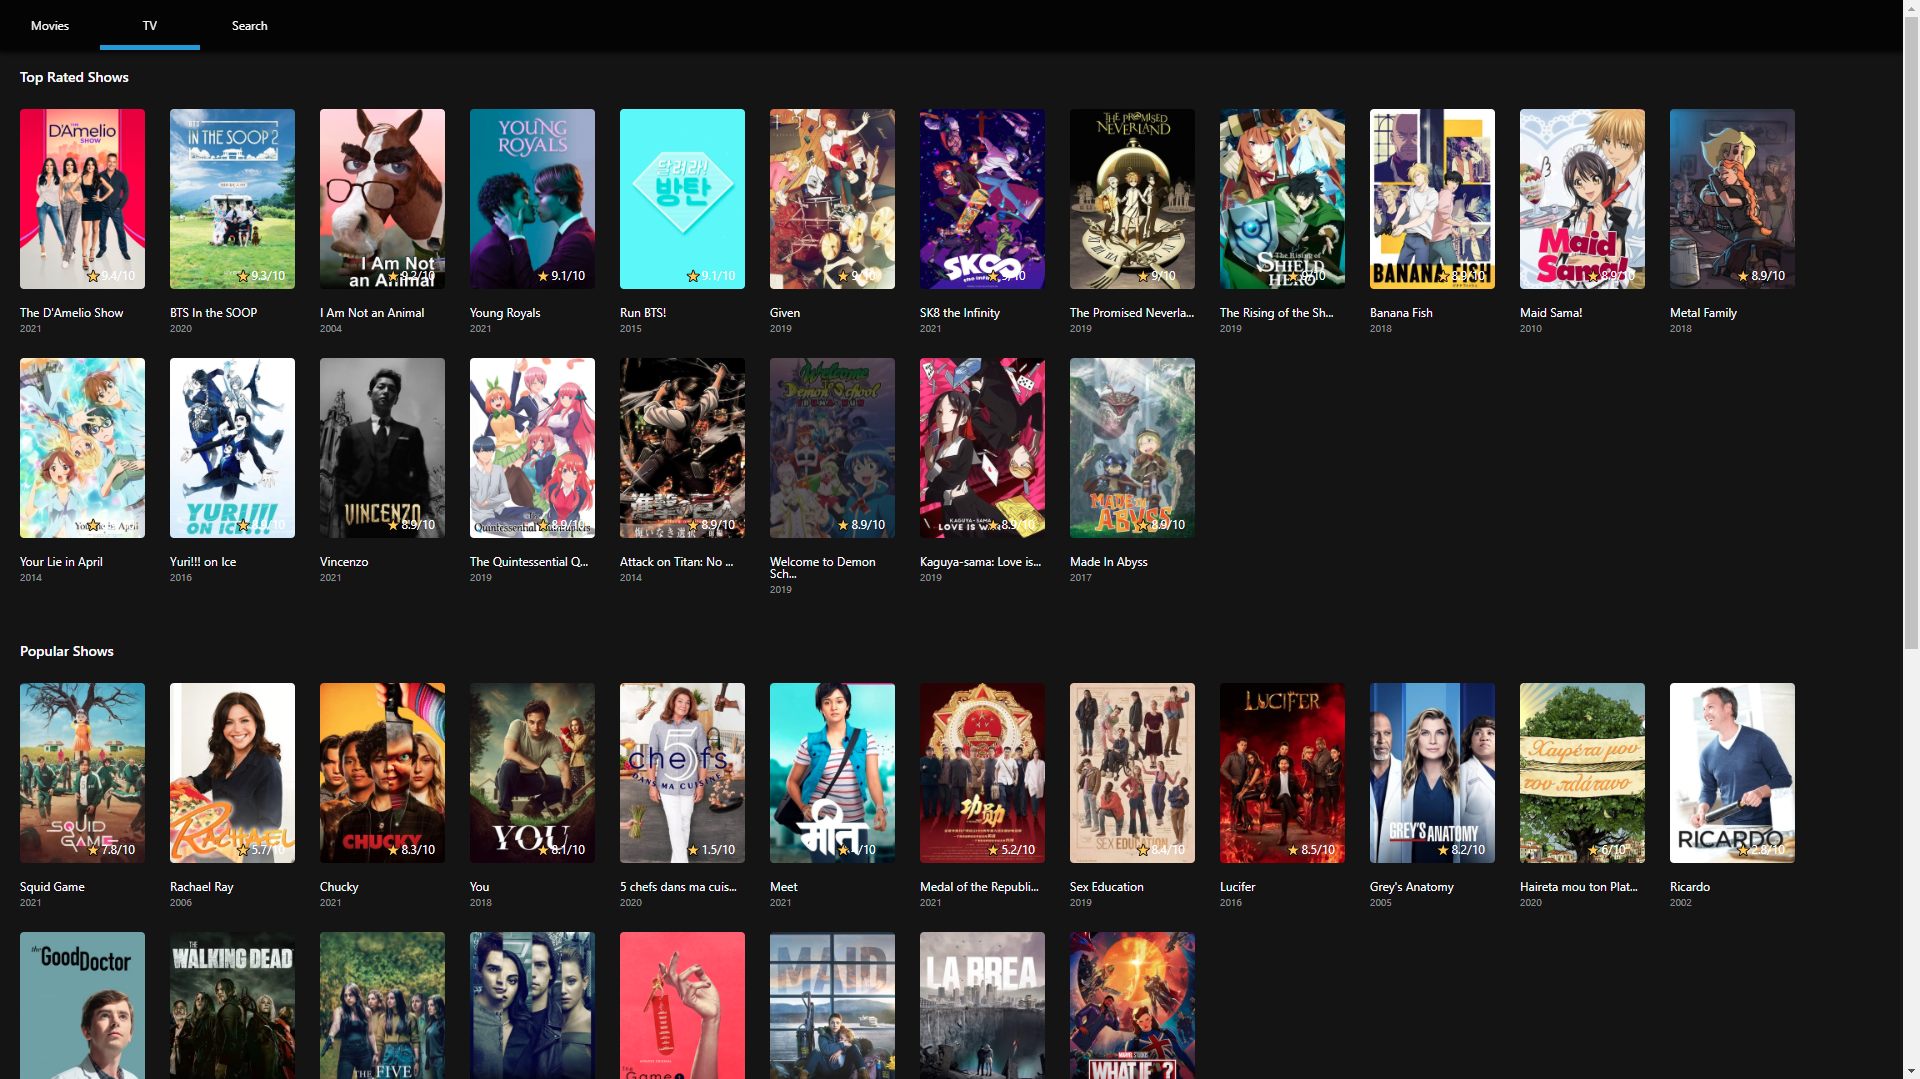 Movies
TV
Search
Top Rated Shows
THE
D'Amelio
SHOW
9.4/10
BTS
IN THE SOOP 2
9.3/10
I Am Not
an Animal
9.2/10
YOUNG
ROYALS
9.1/10
달려라!
방탄
9.1/10
9/10
SK∞
9/10
THE PROMISED
NEVERLAND
9/10
The Rising of
SHIELD
HERO
9/10
BANANA FISH
8.9/10
Maid
Sama!
8.9/10
8.9/10
The D'Amelio Show
2021
BTS In the SOOP
2020
I Am Not an Animal
2004
Young Royals
2021
Run BTS!
2015
Given
2019
SK8 the Infinity
2021
The Promised Neverla...
2019
The Rising of the Sh...
2019
Banana Fish
2018
Maid Sama!
2010
Metal Family
2018
Your Lie in April
YURI!!!
ON ICE!!!
8.9/10
VINCENZO
8.9/10
Quintessential Quintuplets
8.9/10
悔いなき選択
8.9/10
Welcome
to
Demon School
8.9/10
KAGUYA-SAMA
LOVE IS WAR
8.9/10
MADE IN
ABYSS
8.9/10
Your Lie in April
2014
Yuri!!! on Ice
2016
Vincenzo
2021
The Quintessential Q...
2019
Attack on Titan: No ...
2014
Welcome to Demon
Sch...
2019
Kaguya-sama: Love is...
2019
Made In Abyss
2017
Popular Shows
SQUID
GAME
7.8/10
RACHAEL
5.7/10
CHUCKY
8.3/10
YOU
8.1/10
5
chefs
DANS MA CUISINE
1.5/10
मीत
功勋
5.2/10
SEX EDUCATION
8.4/10
LUCIFER
8.5/10
GREY'S ANATOMY
8.2/10
Χαιρέτα μου
τον πλάτανο
6/10
RICARDO
2.8/10
Squid Game
2021
Rachael Ray
2006
Chucky
2021
You
2018
5 chefs dans ma cuis...
2020
Meet
2021
Medal of the Republi...
2021
Sex Education
2019
Lucifer
2016
Grey's Anatomy
2005
Haireta mou ton Plat...
2020
Ricardo
2002
the GoodDoctor
THE
WALKING DEAD
THE FIVE
The Game
MAID
LA BREA
MARVEL STUDIOS
WHAT IF...?